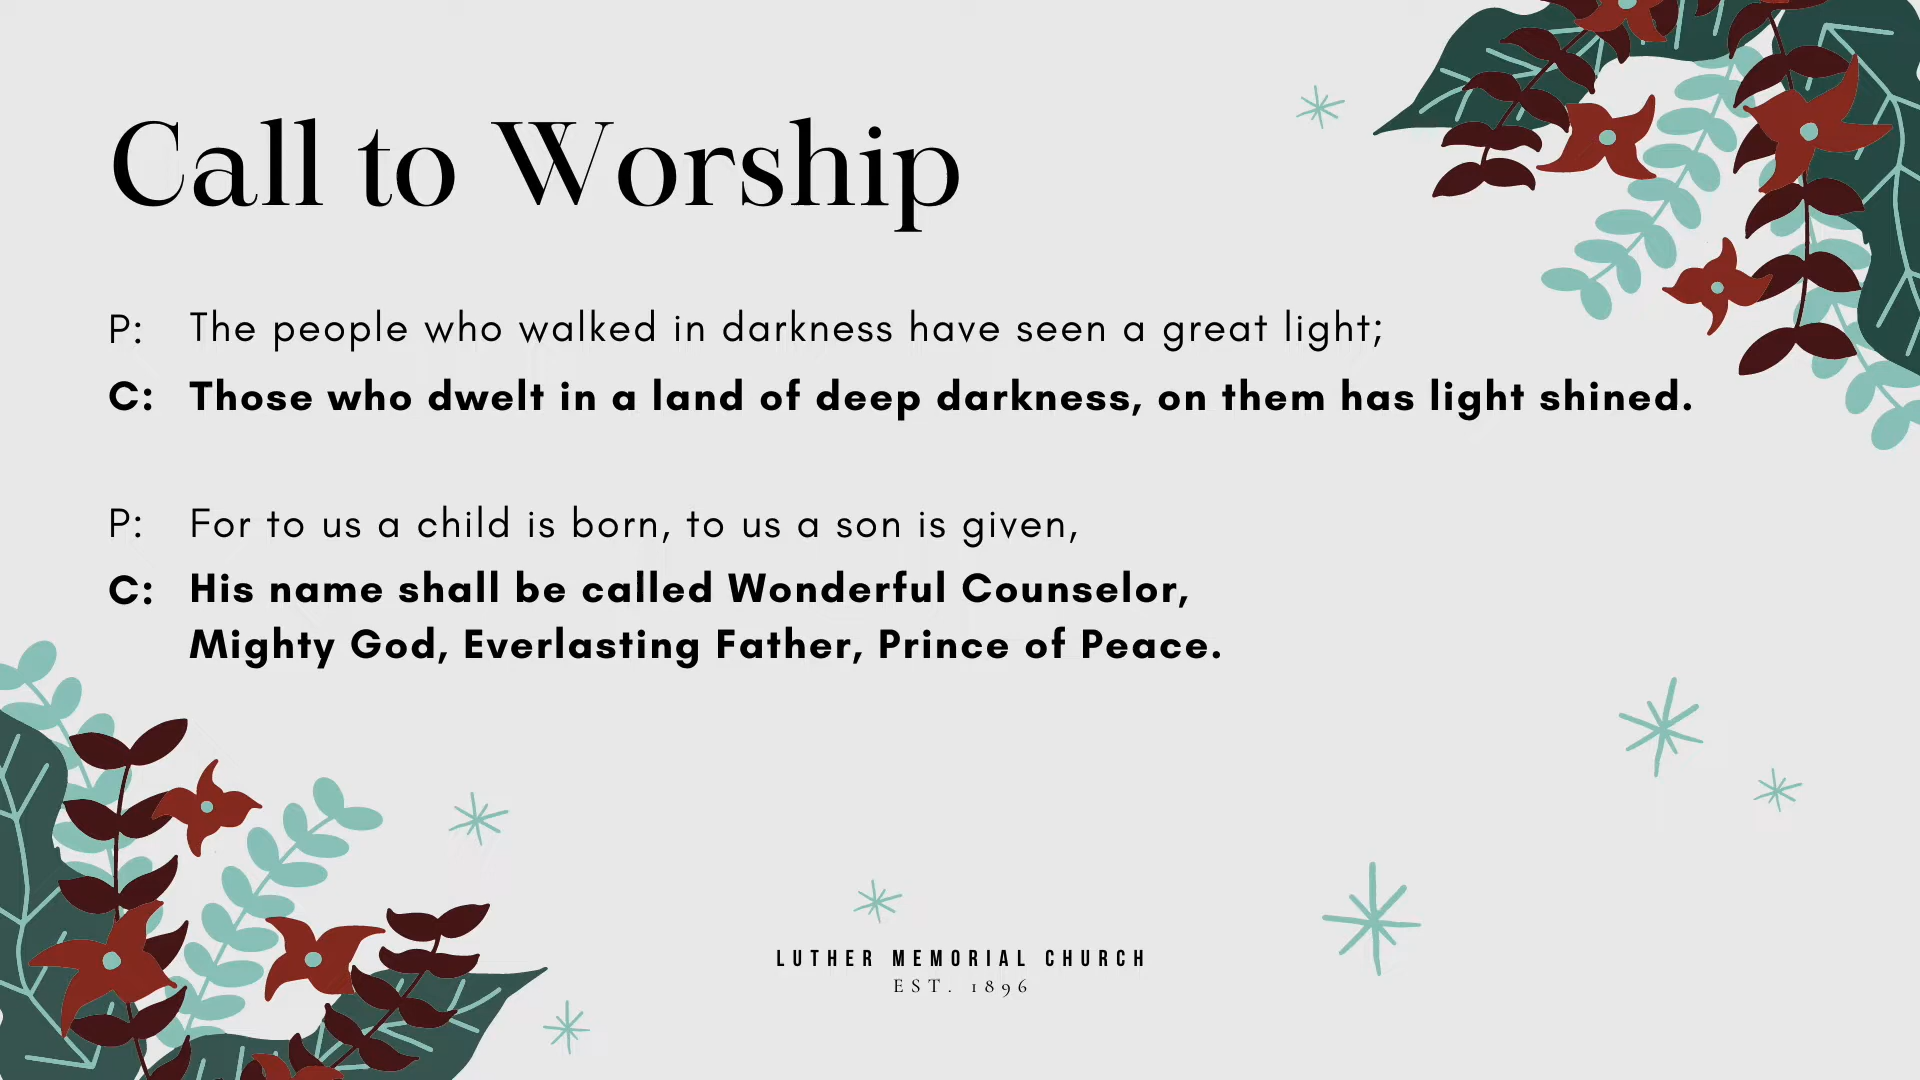 Call to Worship
P: The people who walked in darkness have seen a great light;
C: Those who dwelt in a land of deep darkness, on them has light shined.
P: For to us a child is born, to us a son is given,
C: His name shall be called Wonderful Counselor,
Mighty God, Everlasting Father, Prince of Peace.
LUTHER MEMORIAL CHURCH
EST. 1896